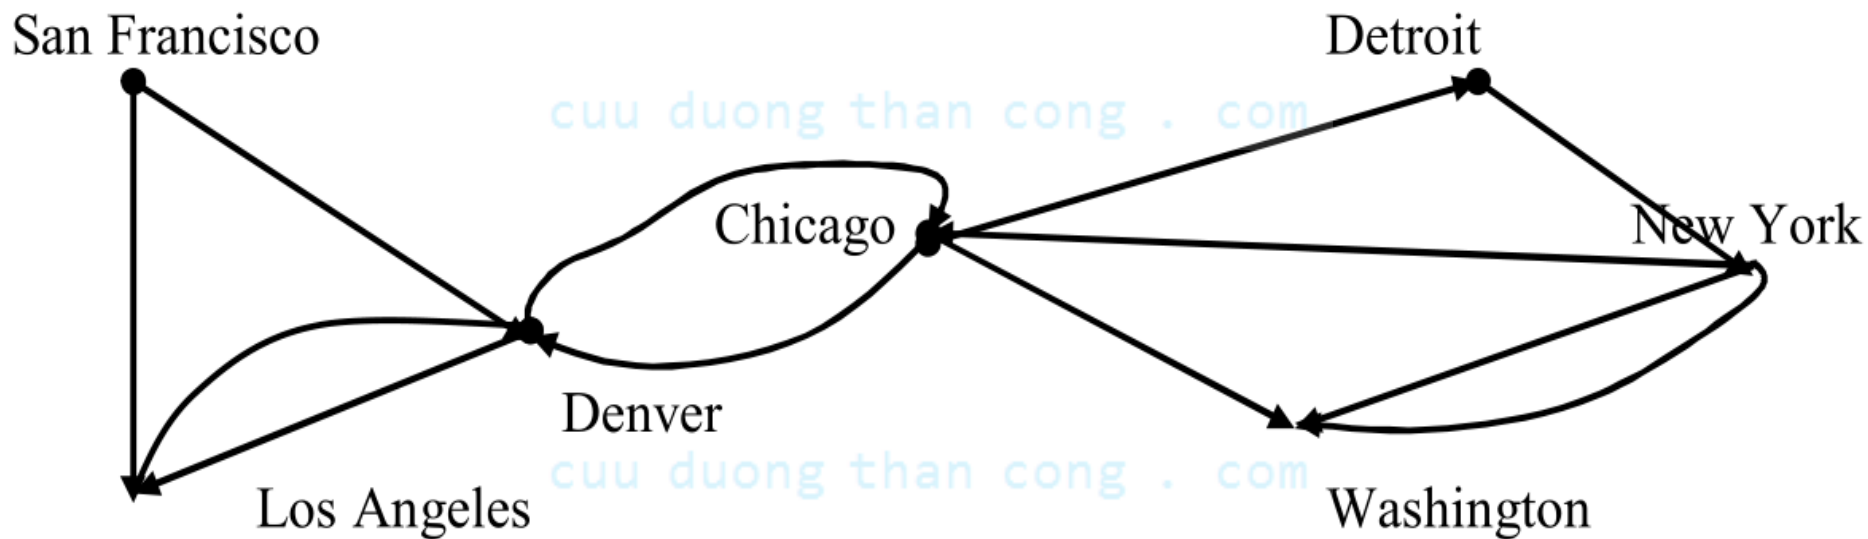 San Francisco
Detroit
cuu duong than cong . com
Chicago
New York
Denver
cuu duong than cong . com
Los Angeles
Washington